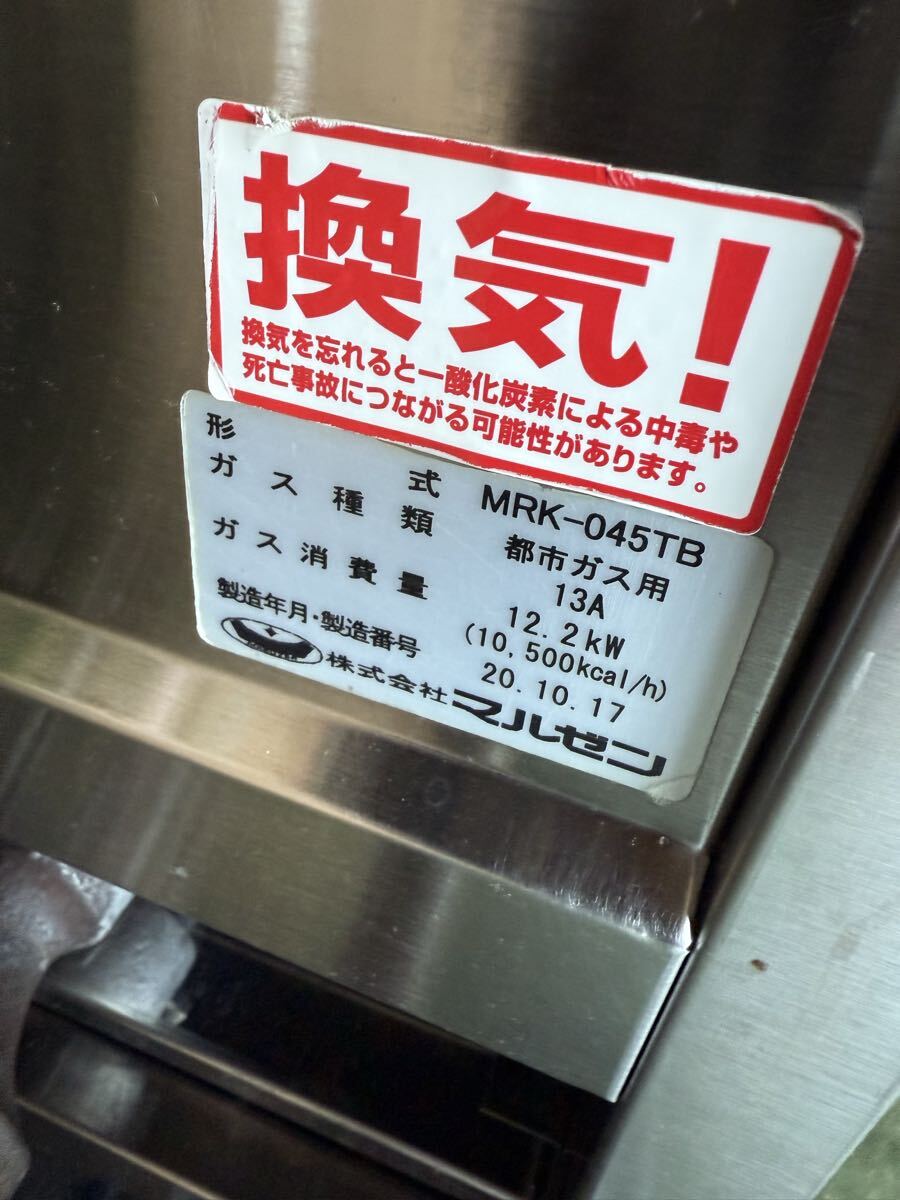 換気!
換気を忘れると一酸化炭素による中毒や
死亡事故につながる可能性があります。
形式 MRK-045TB
ガス種類 都市ガス用
13A
ガス消費量 12.2kW
(10,500kcal/h)
製造年月・製造番号 20.10.17
株式会社マルゼン